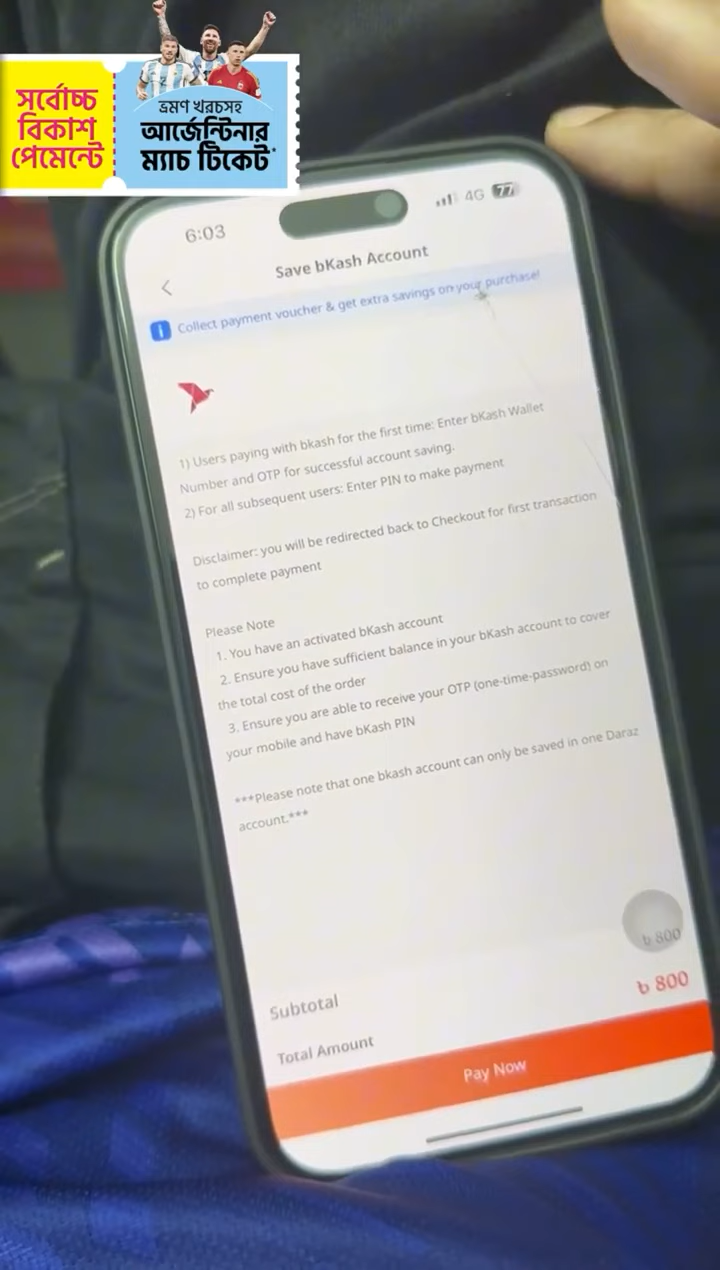 সর্বোচ্চ
বিকাশ
পেমেন্টে
ভ্রমণ খরচসহ
আর্জেন্টিনার
ম্যাচ টিকেট*
6:03
4G 77
Save bKash Account
Collect payment voucher & get extra savings on your purchase!
1) Users paying with bkash for the first time: Enter bKash Wallet
Number and OTP for successful account saving.
2) For all subsequent users: Enter PIN to make payment
Disclaimer: you will be redirected back to Checkout for first transaction
to complete payment
Please Note
1. You have an activated bKash account
2. Ensure you have sufficient balance in your bKash account to cover
the total cost of the order
3. Ensure you are able to receive your OTP (one-time-password) on
your mobile and have bKash PIN
***Please note that one bkash account can only be saved in one Daraz
account.***
Subtotal ৳ 800
Total Amount ৳ 800
Pay Now